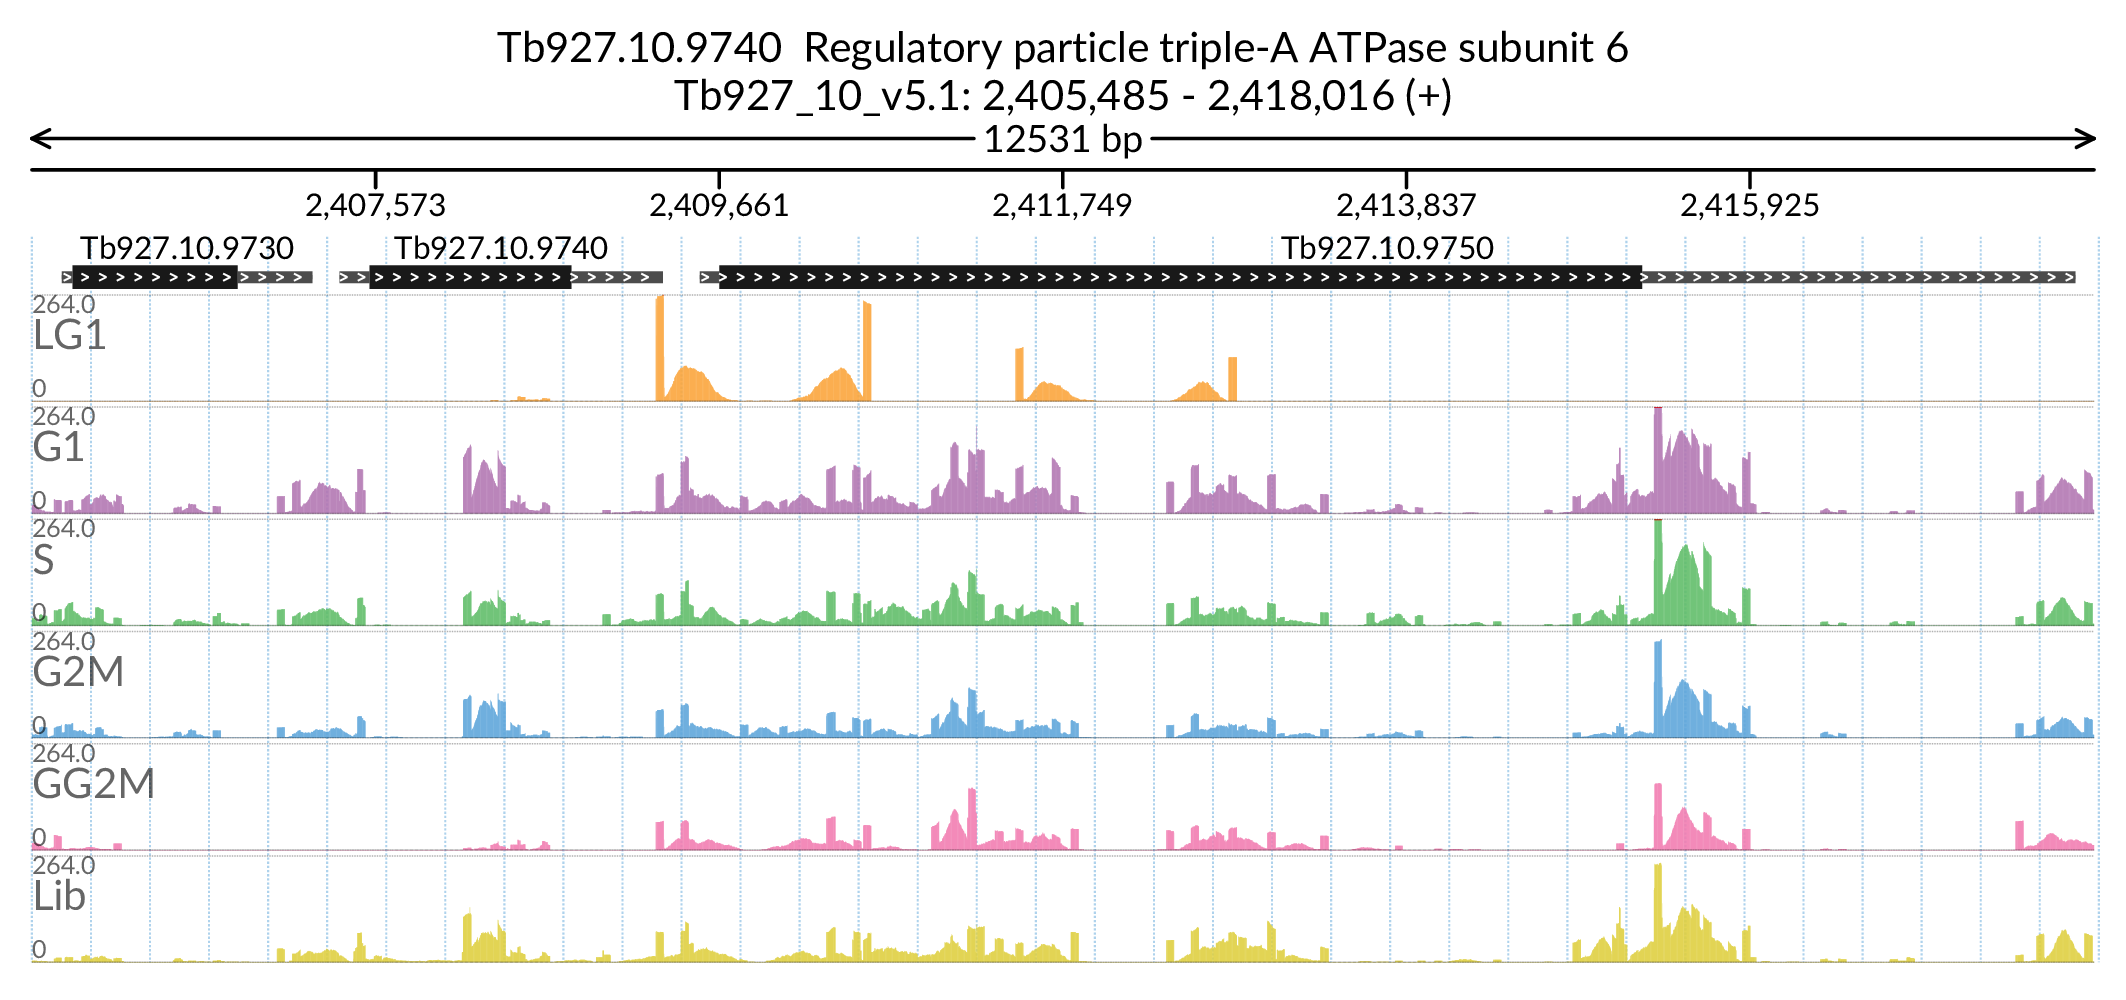 Tb927.10.9740 Regulatory particle triple-A ATPase subunit 6
Tb927_10_v5.1: 2,405,485 - 2,418,016 (+)
12531 bp
2,407,573 2,409,661 2,411,749 2,413,837 2,415,925
Tb927.10.9730 Tb927.10.9740 Tb927.10.9750
264.0
LG1
0
264.0
G1
0
264.0
S
0
264.0
G2M
0
264.0
GG2M
0
264.0
Lib
0